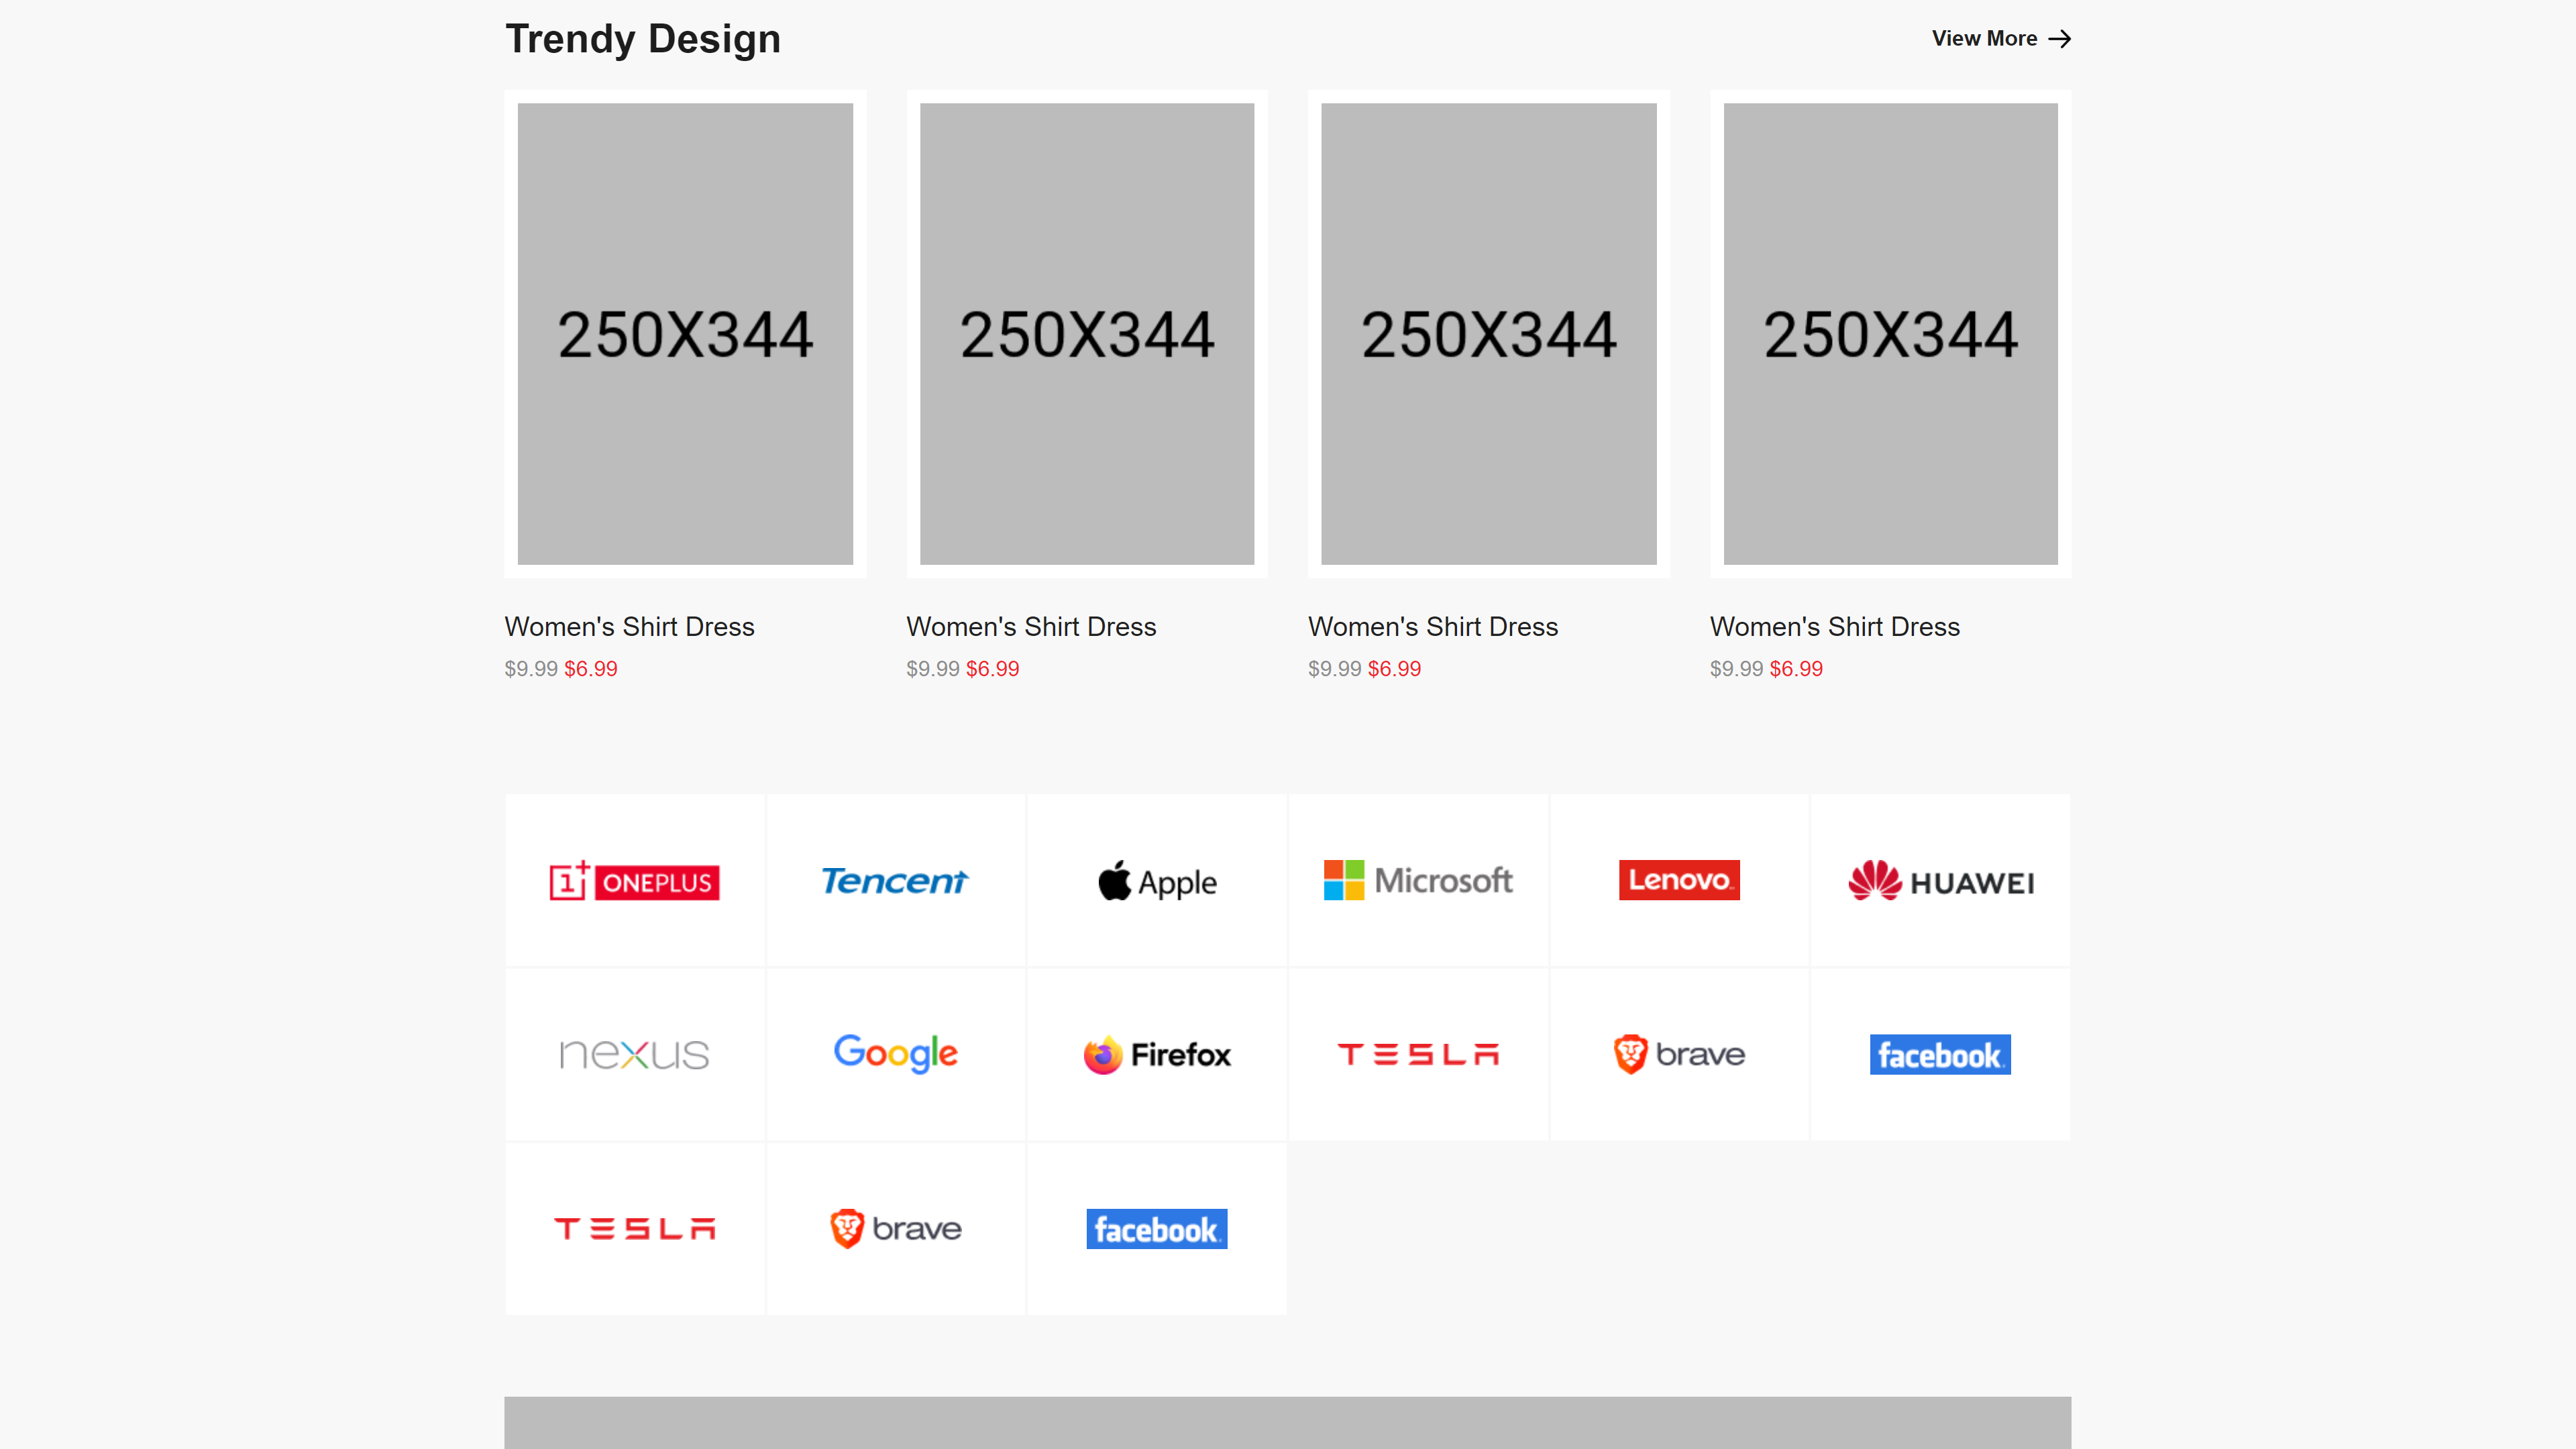 Trendy Design
View More
250X344
250X344
250X344
250X344
Women's Shirt Dress
Women's Shirt Dress
Women's Shirt Dress
Women's Shirt Dress
$9.99 $6.99
$9.99 $6.99
$9.99 $6.99
$9.99 $6.99
1+ ONEPLUS
Tencent
Apple
Microsoft
Lenovo
HUAWEI
nexus
Google
Firefox
TESLA
brave
facebook
TESLA
brave
facebook